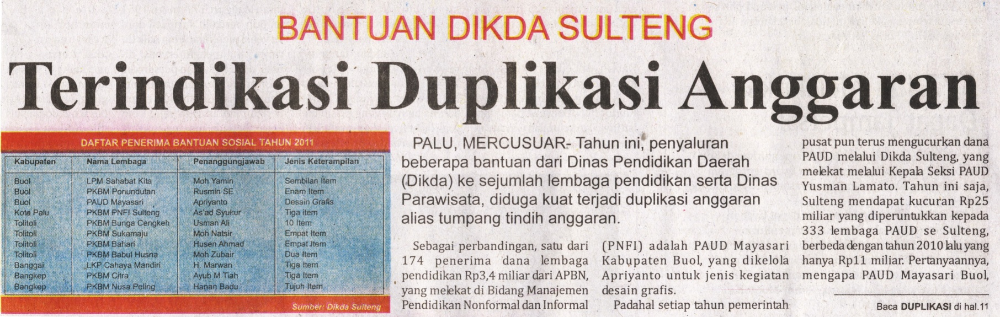 BANTUAN DIKDA SULTENG
Terindikasi Duplikasi Anggaran
DAFTAR PENERIMA BANTUAN SOSIAL TAHUN 2011
Kabupaten Nama Lembaga Penanggungjawab Jenis Keterampilan
Buol LPM Sahabat Kita Moh Yamin Sembilan Item
Buol PKBM Ponundutan Rusmin SE Enam Item
Buol PAUD Mayasari Apriyanto Desain Grafis
Kota Palu PKBM PNFI Sulteng As'ad Syukur Tiga Item
Tolitoli PKBM Bunga Cengkeh Usman Ali 10 Item
Tolitoli PKBM Sukamaju Moh Natsir Empat Item
Tolitoli PKBM Bahari Husen Ahmad Empat Item
Tolitoli PKBM Babul Husna Moh Zubair Dua Item
Banggai LKP Cahaya Mandiri H. Marwan Tiga Item
Bangkep PKBM Citra Ayub M Tiah Tiga Item
Bangkep PKBM Nusa Peling Hanan Badu Tujuh Item
Sumber: Dikda Sulteng
PALU, MERCUSUAR- Tahun ini, penyaluran
beberapa bantuan dari Dinas Pendidikan Daerah
(Dikda) ke sejumlah lembaga pendidikan serta Dinas
Parawisata, diduga kuat terjadi duplikasi anggaran
alias tumpang tindih anggaran.
Sebagai perbandingan, satu dari
174 penerima dana lembaga
pendidikan Rp3,4 miliar dari APBN,
yang melekat di Bidang Manajemen
Pendidikan Nonformal dan Informal
(PNFI) adalah PAUD Mayasari
Kabupaten Buol, yang dikelola
Apriyanto untuk jenis kegiatan
desain grafis.
Padahal setiap tahun pemerintah
pusat pun terus mengucurkan dana
PAUD melalui Dikda Sulteng, yang
melekat melalui Kepala Seksi PAUD
Yusman Lamato. Tahun ini saja,
Sulteng mendapat kucuran Rp25
miliar yang diperuntukkan kepada
333 lembaga PAUD se Sulteng,
berbeda dengan tahun 2010 lalu yang
hanya Rp11 miliar. Pertanyaannya,
mengapa PAUD Mayasari Buol,
Baca DUPLIKASI di hal.11